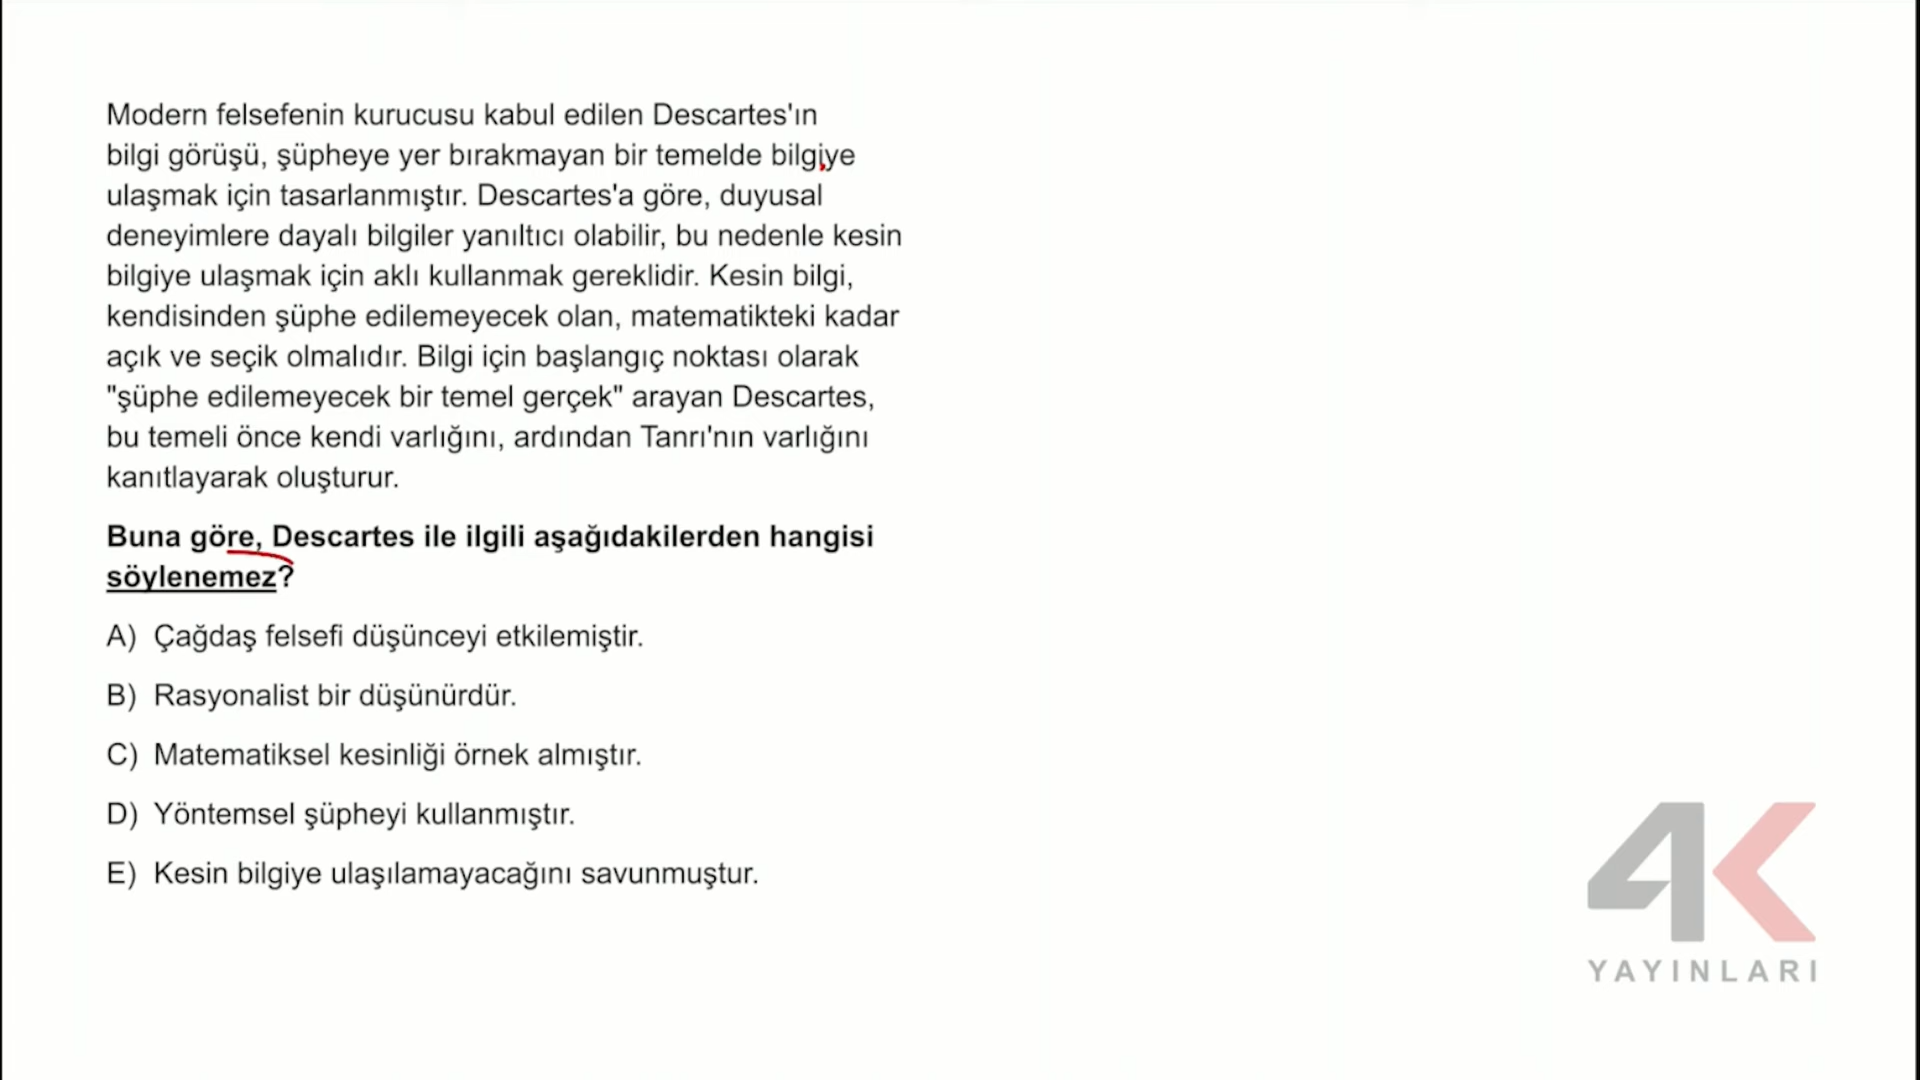 Modern felsefenin kurucusu kabul edilen Descartes'ın
bilgi görüşü, şüpheye yer bırakmayan bir temelde bilgiye
ulaşmak için tasarlanmıştır. Descartes'a göre, duyusal
deneyimlere dayalı bilgiler yanıltıcı olabilir, bu nedenle kesin
bilgiye ulaşmak için aklı kullanmak gereklidir. Kesin bilgi,
kendisinden şüphe edilemeyecek olan, matematikteki kadar
açık ve seçik olmalıdır. Bilgi için başlangıç noktası olarak
"şüphe edilemeyecek bir temel gerçek" arayan Descartes,
bu temeli önce kendi varlığını, ardından Tanrı'nın varlığını
kanıtlayarak oluşturur.
Buna göre, Descartes ile ilgili aşağıdakilerden hangisi
söylenemez?
A) Çağdaş felsefi düşünceyi etkilemiştir.
B) Rasyonalist bir düşünürdür.
C) Matematiksel kesinliği örnek almıştır.
D) Yöntemsel şüpheyi kullanmıştır.
E) Kesin bilgiye ulaşılamayacağını savunmuştur.
4K
YAYINLARI